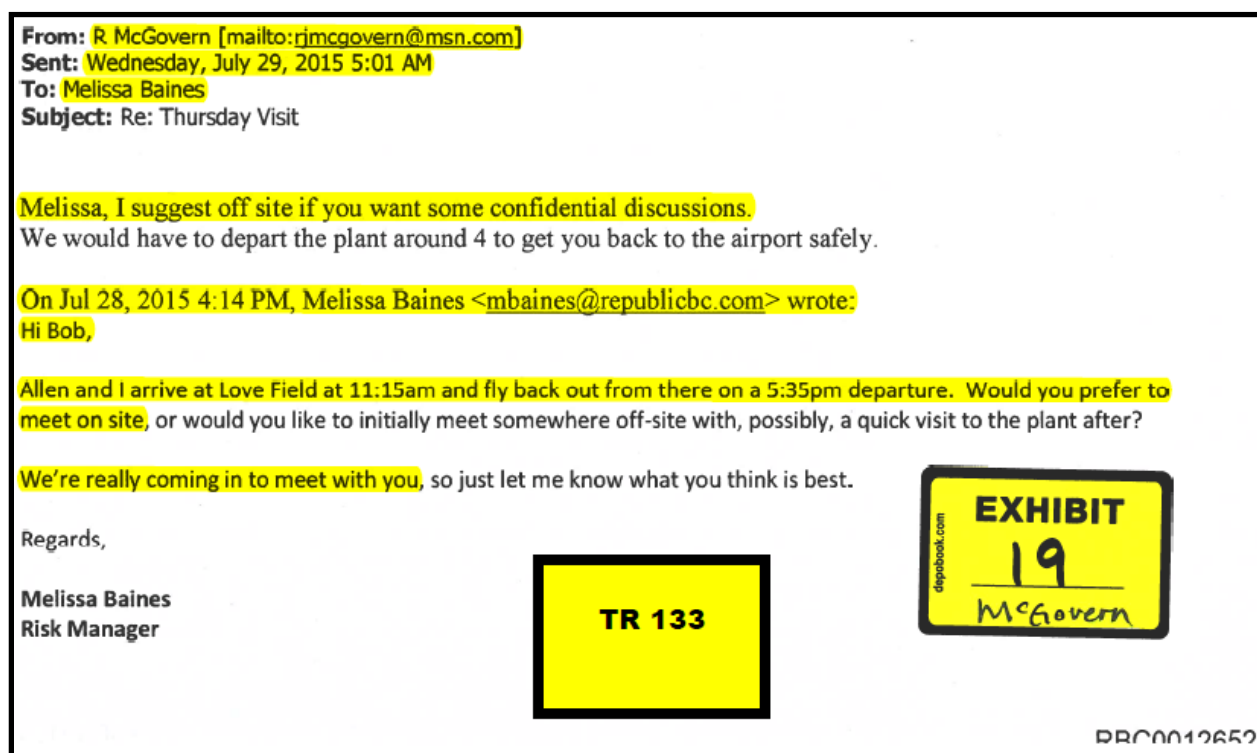 From: R McGovern [mailto:rjmcgovern@msn.com]
Sent: Wednesday, July 29, 2015 5:01 AM
To: Melissa Baines
Subject: Re: Thursday Visit
Melissa, I suggest off site if you want some confidential discussions.
We would have to depart the plant around 4 to get you back to the airport safely.
On Jul 28, 2015 4:14 PM, Melissa Baines <mbaines@republicbc.com> wrote:
Hi Bob,
Allen and I arrive at Love Field at 11:15am and fly back out from there on a 5:35pm departure. Would you prefer to
meet on site, or would you like to initially meet somewhere off-site with, possibly, a quick visit to the plant after?
We're really coming in to meet with you, so just let me know what you think is best.
Regards,
Melissa Baines
Risk Manager
TR 133
depobook.com
EXHIBIT
19
McGovern
RBC0012652